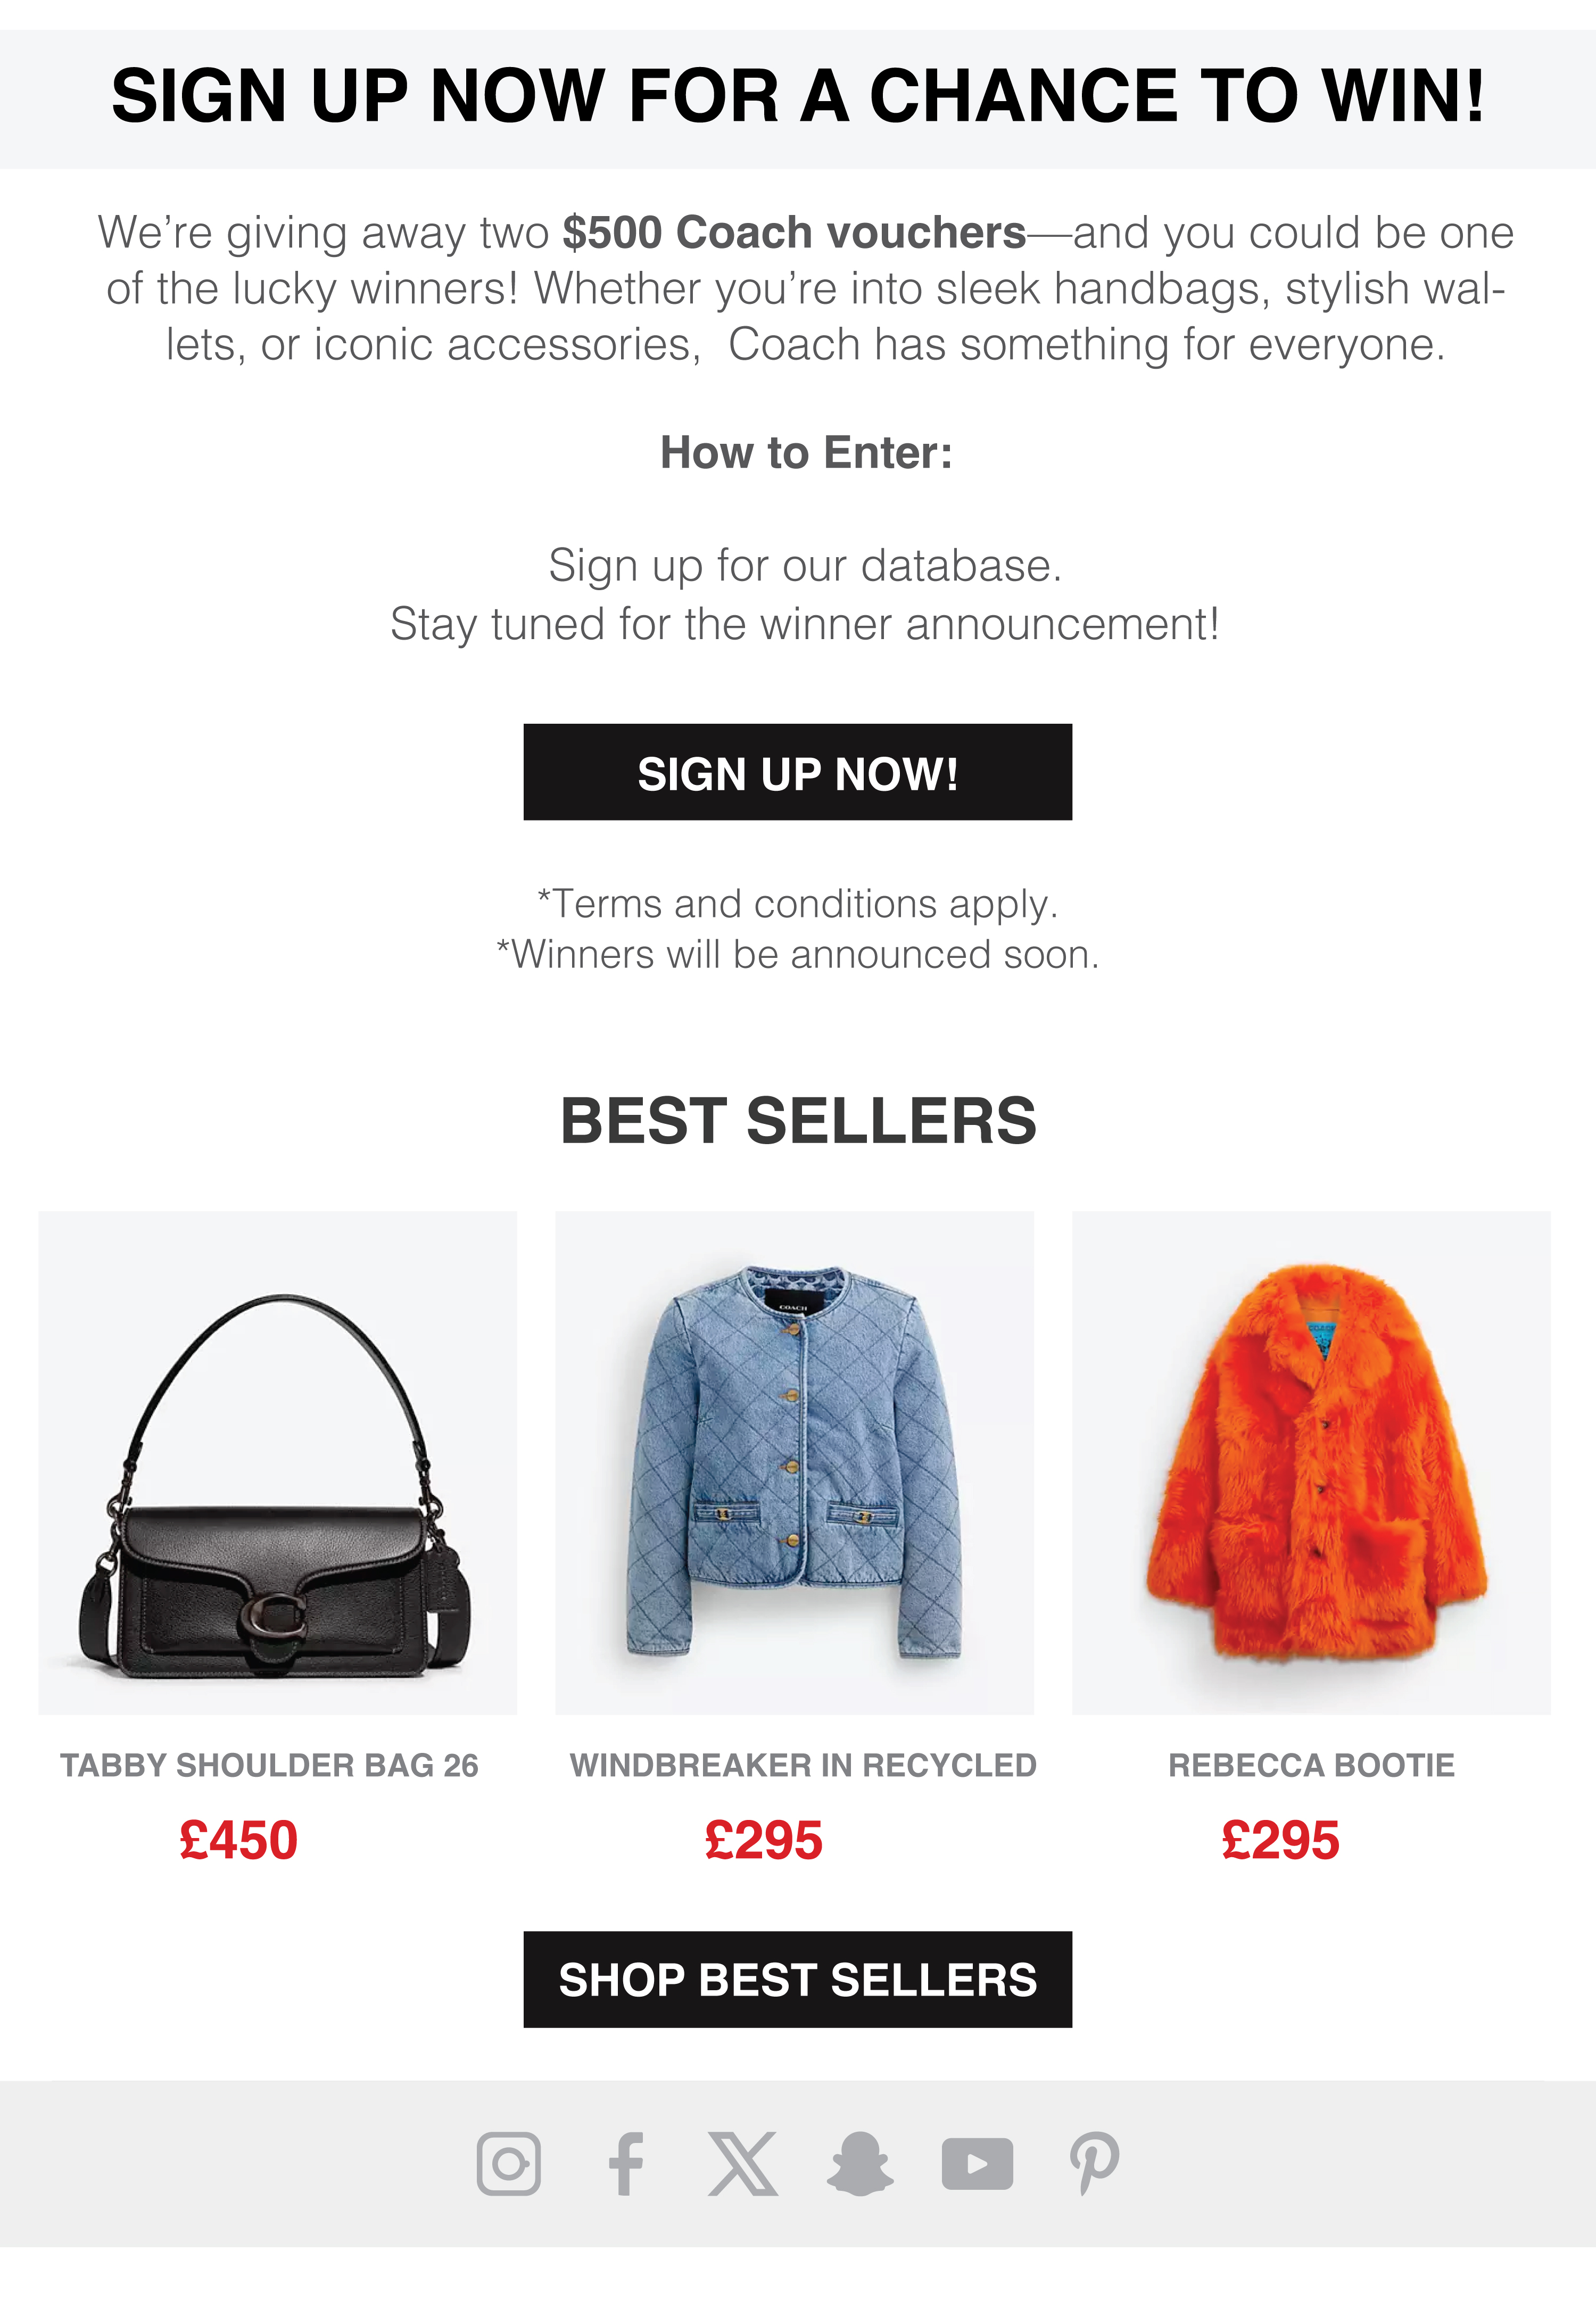 SIGN UP NOW FOR A CHANCE TO WIN!
We’re giving away two $500 Coach vouchers—and you could be one
of the lucky winners! Whether you’re into sleek handbags, stylish wal-
lets, or iconic accessories,  Coach has something for everyone.
How to Enter:
Sign up for our database.
Stay tuned for the winner announcement!
SIGN UP NOW!
*Terms and conditions apply.
*Winners will be announced soon.
BEST SELLERS
COACH
COACH
TABBY SHOULDER BAG 26
WINDBREAKER IN RECYCLED
REBECCA BOOTIE
£450
£295
£295
SHOP BEST SELLERS